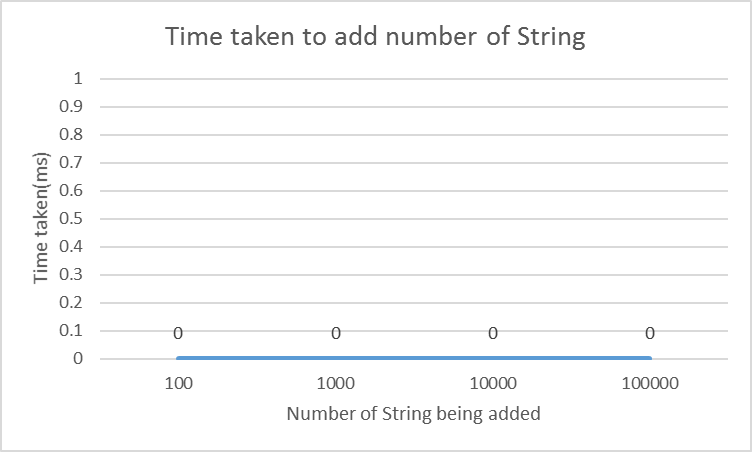 Time taken to add number of String
Time taken(ms)
1
0.9
0.8
0.7
0.6
0.5
0.4
0.3
0.2
0.1
0
0 0 0 0
100 1000 10000 100000
Number of String being added